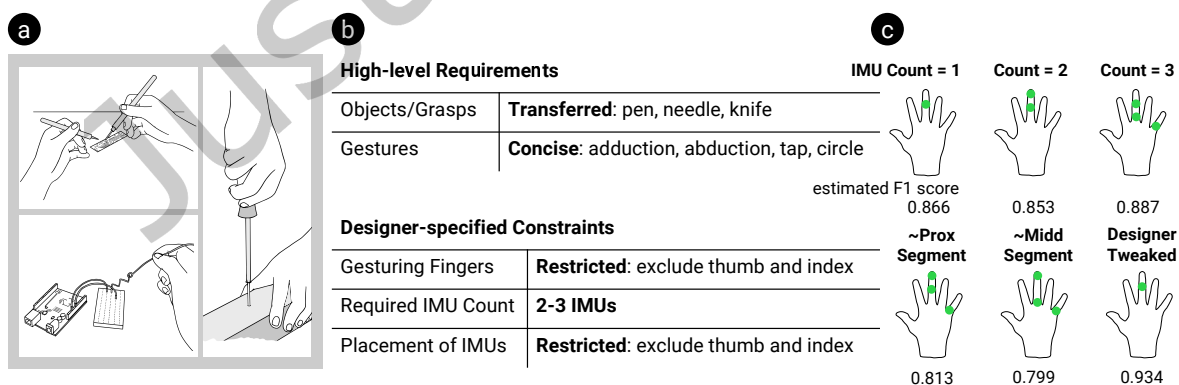 a
b
c
High-level Requirements
Objects/Grasps Transferred: pen, needle, knife
Gestures Concise: adduction, abduction, tap, circle
Designer-specified Constraints
Gesturing Fingers Restricted: exclude thumb and index
Required IMU Count 2-3 IMUs
Placement of IMUs Restricted: exclude thumb and index
IMU Count = 1 Count = 2 Count = 3
estimated F1 score
0.866 0.853 0.887
~Prox Segment
~Midd Segment
Designer Tweaked
0.813 0.799 0.934